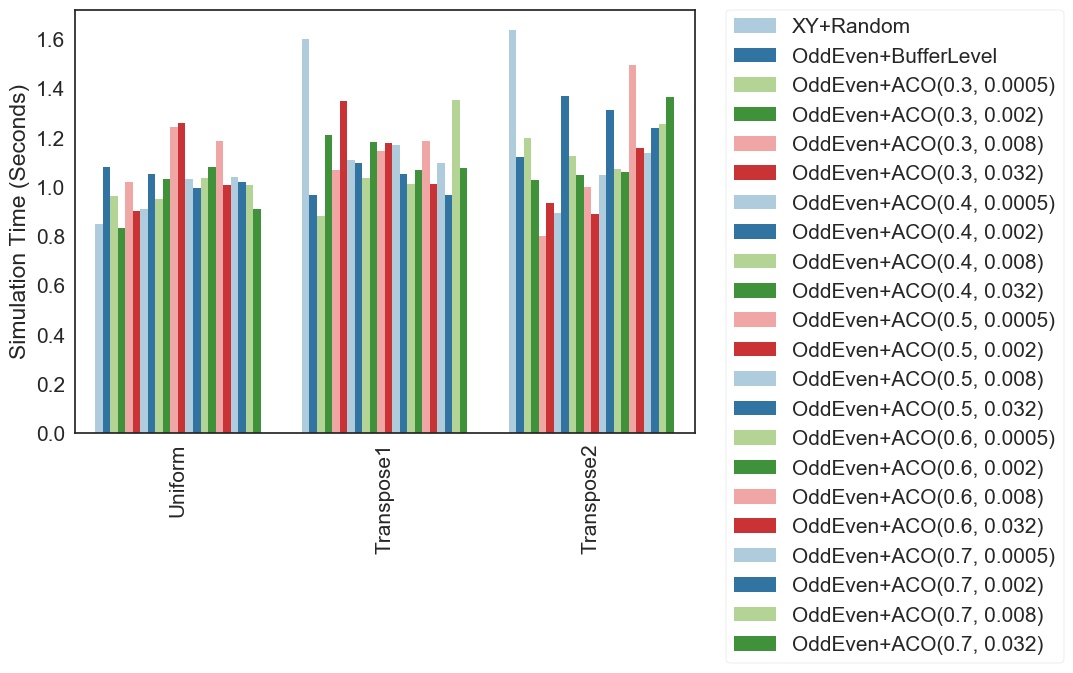 Simulation Time (Seconds)
1.6
1.4
1.2
1.0
0.8
0.6
0.4
0.2
0.0
Uniform
Transpose1
Transpose2
XY+Random
OddEven+BufferLevel
OddEven+ACO(0.3, 0.0005)
OddEven+ACO(0.3, 0.002)
OddEven+ACO(0.3, 0.008)
OddEven+ACO(0.3, 0.032)
OddEven+ACO(0.4, 0.0005)
OddEven+ACO(0.4, 0.002)
OddEven+ACO(0.4, 0.008)
OddEven+ACO(0.4, 0.032)
OddEven+ACO(0.5, 0.0005)
OddEven+ACO(0.5, 0.002)
OddEven+ACO(0.5, 0.008)
OddEven+ACO(0.5, 0.032)
OddEven+ACO(0.6, 0.0005)
OddEven+ACO(0.6, 0.002)
OddEven+ACO(0.6, 0.008)
OddEven+ACO(0.6, 0.032)
OddEven+ACO(0.7, 0.0005)
OddEven+ACO(0.7, 0.002)
OddEven+ACO(0.7, 0.008)
OddEven+ACO(0.7, 0.032)